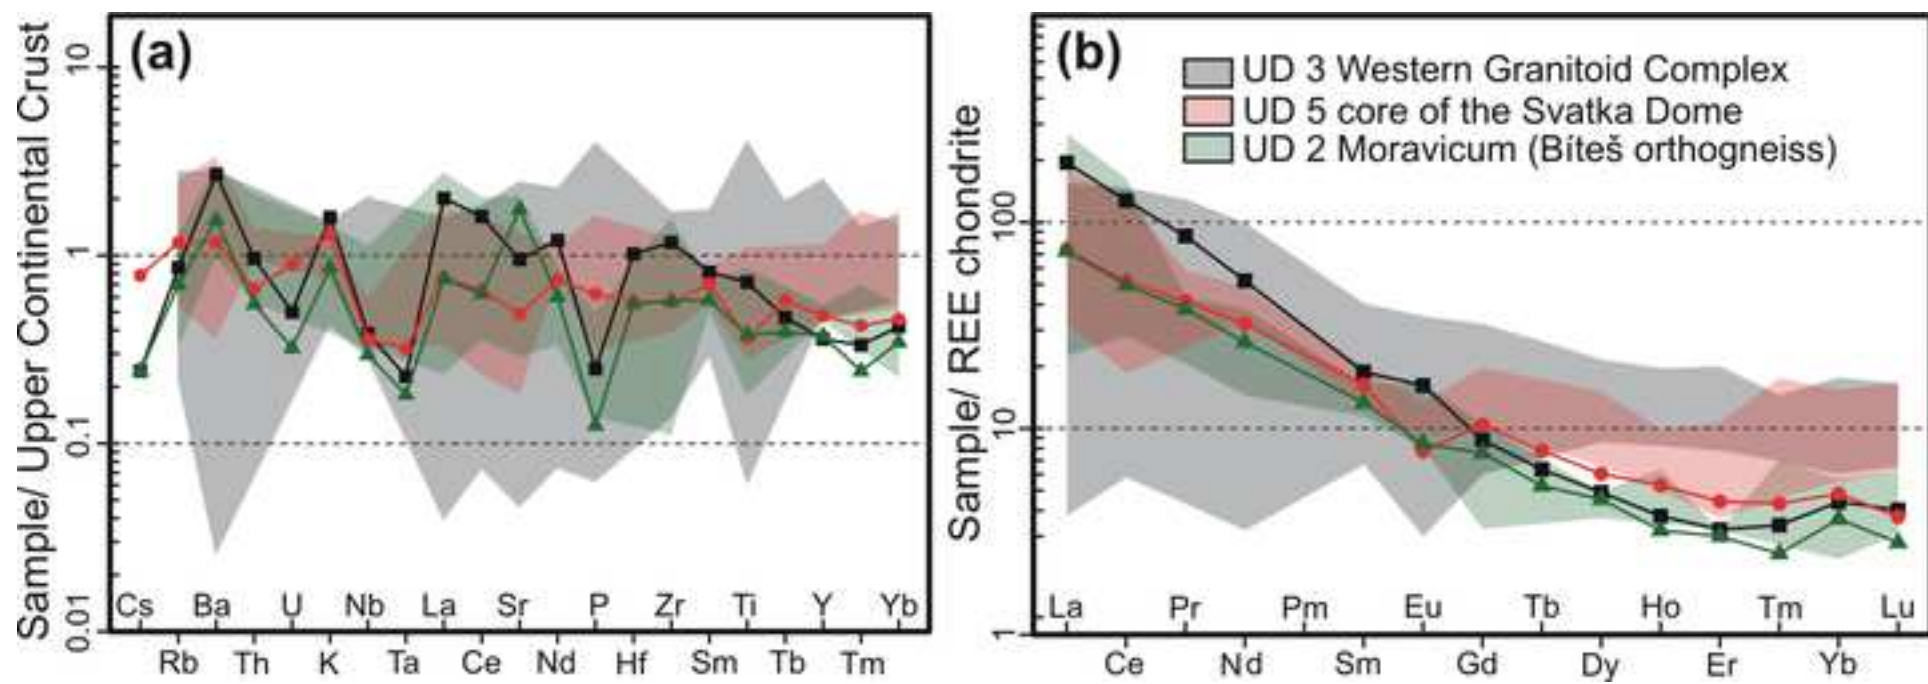 (a)
Sample/ Upper Continental Crust
10
1
0.1
0.01
Cs Ba U Nb La Sr P Zr Ti Y Yb
Rb Th K Ta Ce Nd Hf Sm Tb Tm
(b)
UD 3 Western Granitoid Complex
UD 5 core of the Svatka Dome
UD 2 Moravicum (Bíteš orthogneiss)
Sample/ REE chondrite
100
10
1
La Pr Pm Eu Tb Ho Tm Lu
Ce Nd Sm Gd Dy Er Yb